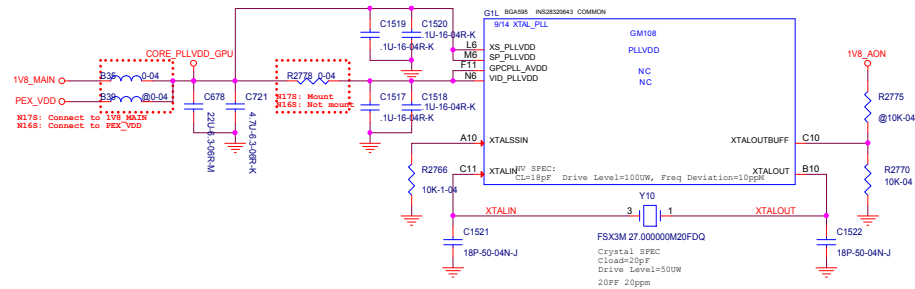 G1L BGA595 INS28320643 COMMON
9/14 XTAL_PLL
GM108
PLLVDD
NC
NC
L6 XS_PLLVDD
M6 SP_PLLVDD
F11 GPCPLL_AVDD
N6 VID_PLLVDD
A10 XTALSSIN
C11 XTALIN
XTALOUTBUFF C10
XTALOUT B10
NV SPEC:
CL=18pF Drive Level=100UW, Freq Deviation=10ppM
C1519
.1U-16-04R-K
C1520
.1U-16-04R-K
CORE_PLLVDD_GPU
1V8_MAIN
B35 0-04
PEX_VDD
B39 @0-04
N17S: Connect to 1V8_MAIN
N16S: Connect to PEX_VDD
C678
22U-6.3-06R-M
C721
4.7U-6.3-06R-K
R2778 0-04
N17S: Mount
N16S: Not mount
C1517
.1U-16-04R-K
C1518
.1U-16-04R-K
1V8_AON
R2775
@10K-04
R2770
10K-04
R2766
10K-1-04
XTALIN
3
Y10
1
XTALOUT
FSX3M 27.000000M20FDQ
Crystal SPEC
Cload=20pF
Drive Level=50UW
20PF 20ppm
C1521
18P-50-04N-J
C1522
18P-50-04N-J